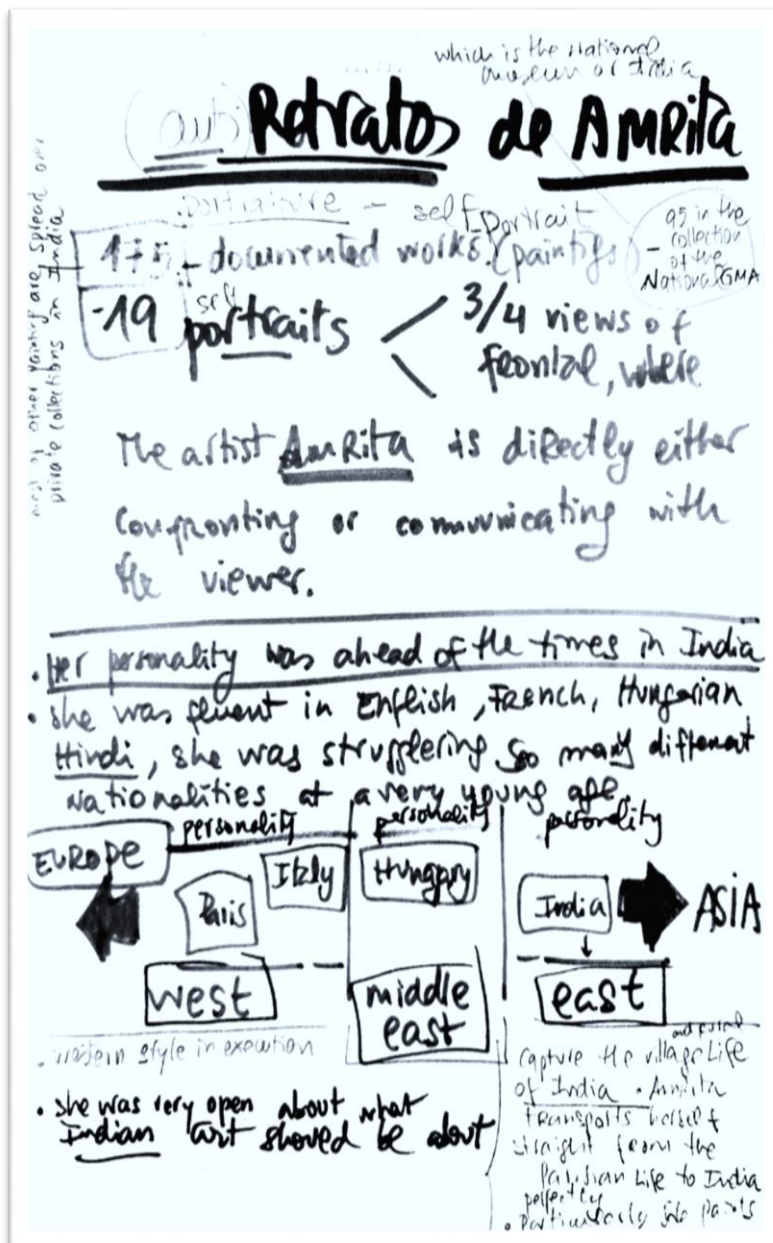 which is the National
museum of India
(auto) Retratos de AMRita
.portraiture - self portrait
175 - documented works (paintings)
95 in the
collection
- of the
National GMA
most of other painting are spread over
private collections in India
-19 self portraits
3/4 views of
frontal, where
The artist AmRita is directly either
confronting or communicating with
the viewer.
. Her personality was ahead of the times in India
. she was fluent in English, French, Hungarian
Hindi, she was strugglering so many different
Nationalities at a very young age.
personality
personality
personality
EUROPE
Paris
Italy
Hungary
India
ASiA
west
middle
east
east
. western style in execution
. she was very open about what
Indian art shoved be about
capture the village Life
of India . Amrita
transports herself
straight from the
Parisian Life to India
perfectly
. Particularly she paints